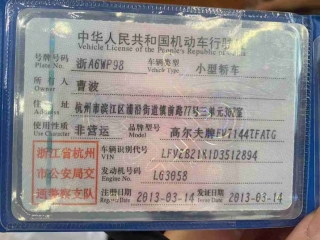 中华人民共和国机动车行驶
Vehicle License of the People's Republic of
号牌号码 浙A6WP98 车辆类型 小型轿车
Plate No. Vehicle Type
所有人 曹波
Owner
住址 杭州市滨江区浦沿街道镇前路77号三单元302室
Address
使用性质 非营运 品牌型号 高尔夫牌FV7144TFATG
Use Character Model
浙江省杭州
市公安局交
通警察支队
车辆识别代号 LFV2B21K1D3512894
VIN
发动机号码 L63058
Engine No.
注册日期 2013-03-14 发证日期 2013-03-14
Register Date Issue Date